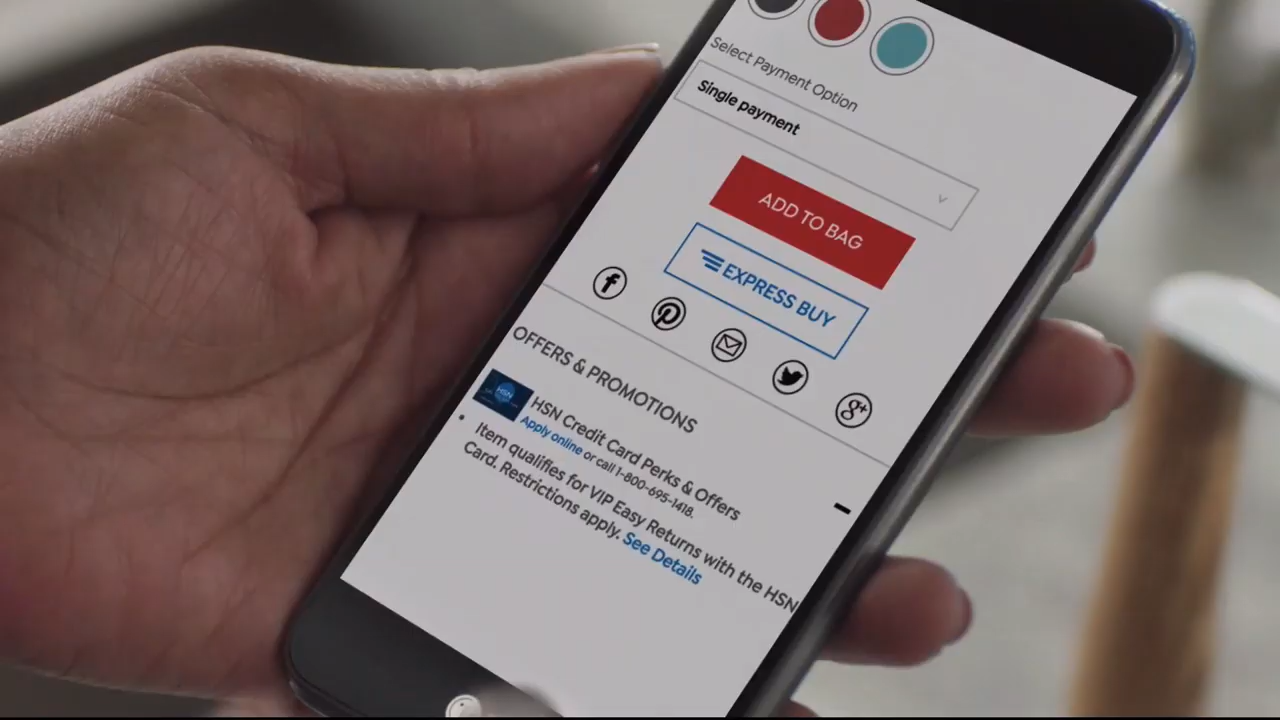 Select Payment Option
Single payment
ADD TO BAG
EXPRESS BUY
OFFERS & PROMOTIONS
HSN
HSN Credit Card Perks & Offers
Apply online or call 1-800-695-1418.
Item qualifies for VIP Easy Returns with the HSN
Card. Restrictions apply. See Details